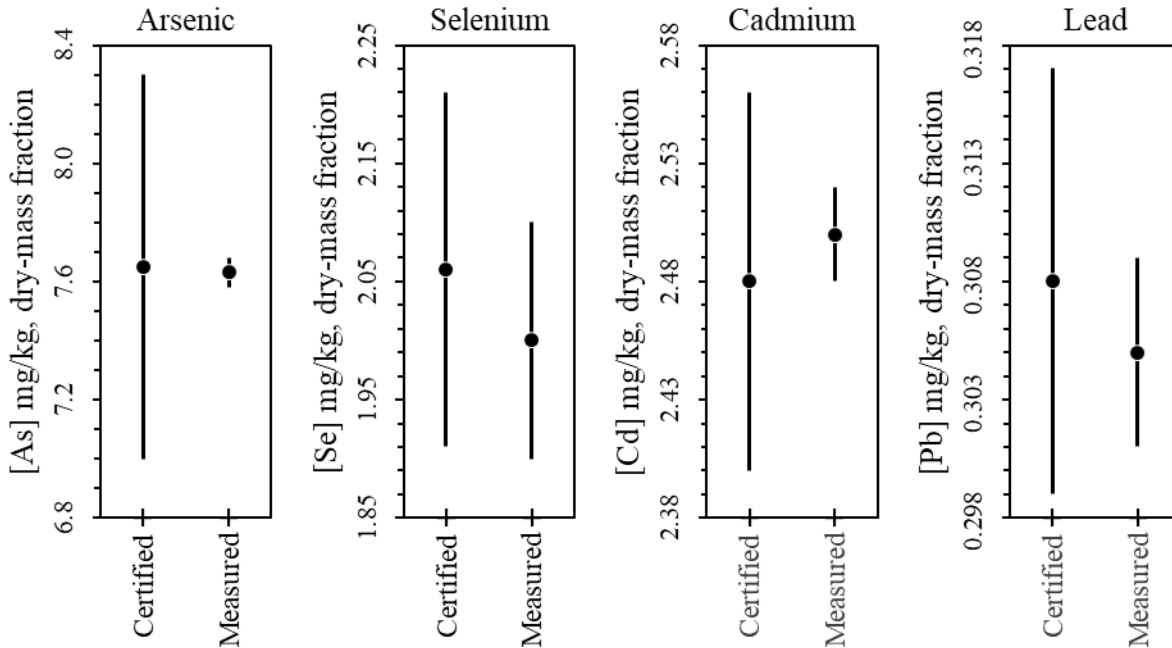 Arsenic
[As] mg/kg, dry-mass fraction
8.4
8.0
7.6
7.2
6.8
Certified
Measured
Selenium
[Se] mg/kg, dry-mass fraction
2.25
2.15
2.05
1.95
1.85
Certified
Measured
Cadmium
[Cd] mg/kg, dry-mass fraction
2.58
2.53
2.48
2.43
2.38
Certified
Measured
Lead
[Pb] mg/kg, dry-mass fraction
0.318
0.313
0.308
0.303
0.298
Certified
Measured